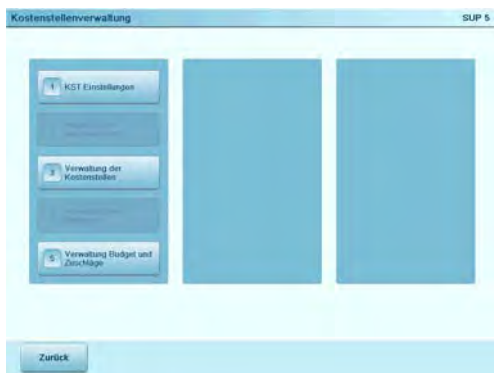 Kostenstellenverwaltung
SUP 5
1 KST Einstellungen
3 Verwaltung der
Kostenstellen
5 Verwaltung Budget und
Zuschläge
Zurück